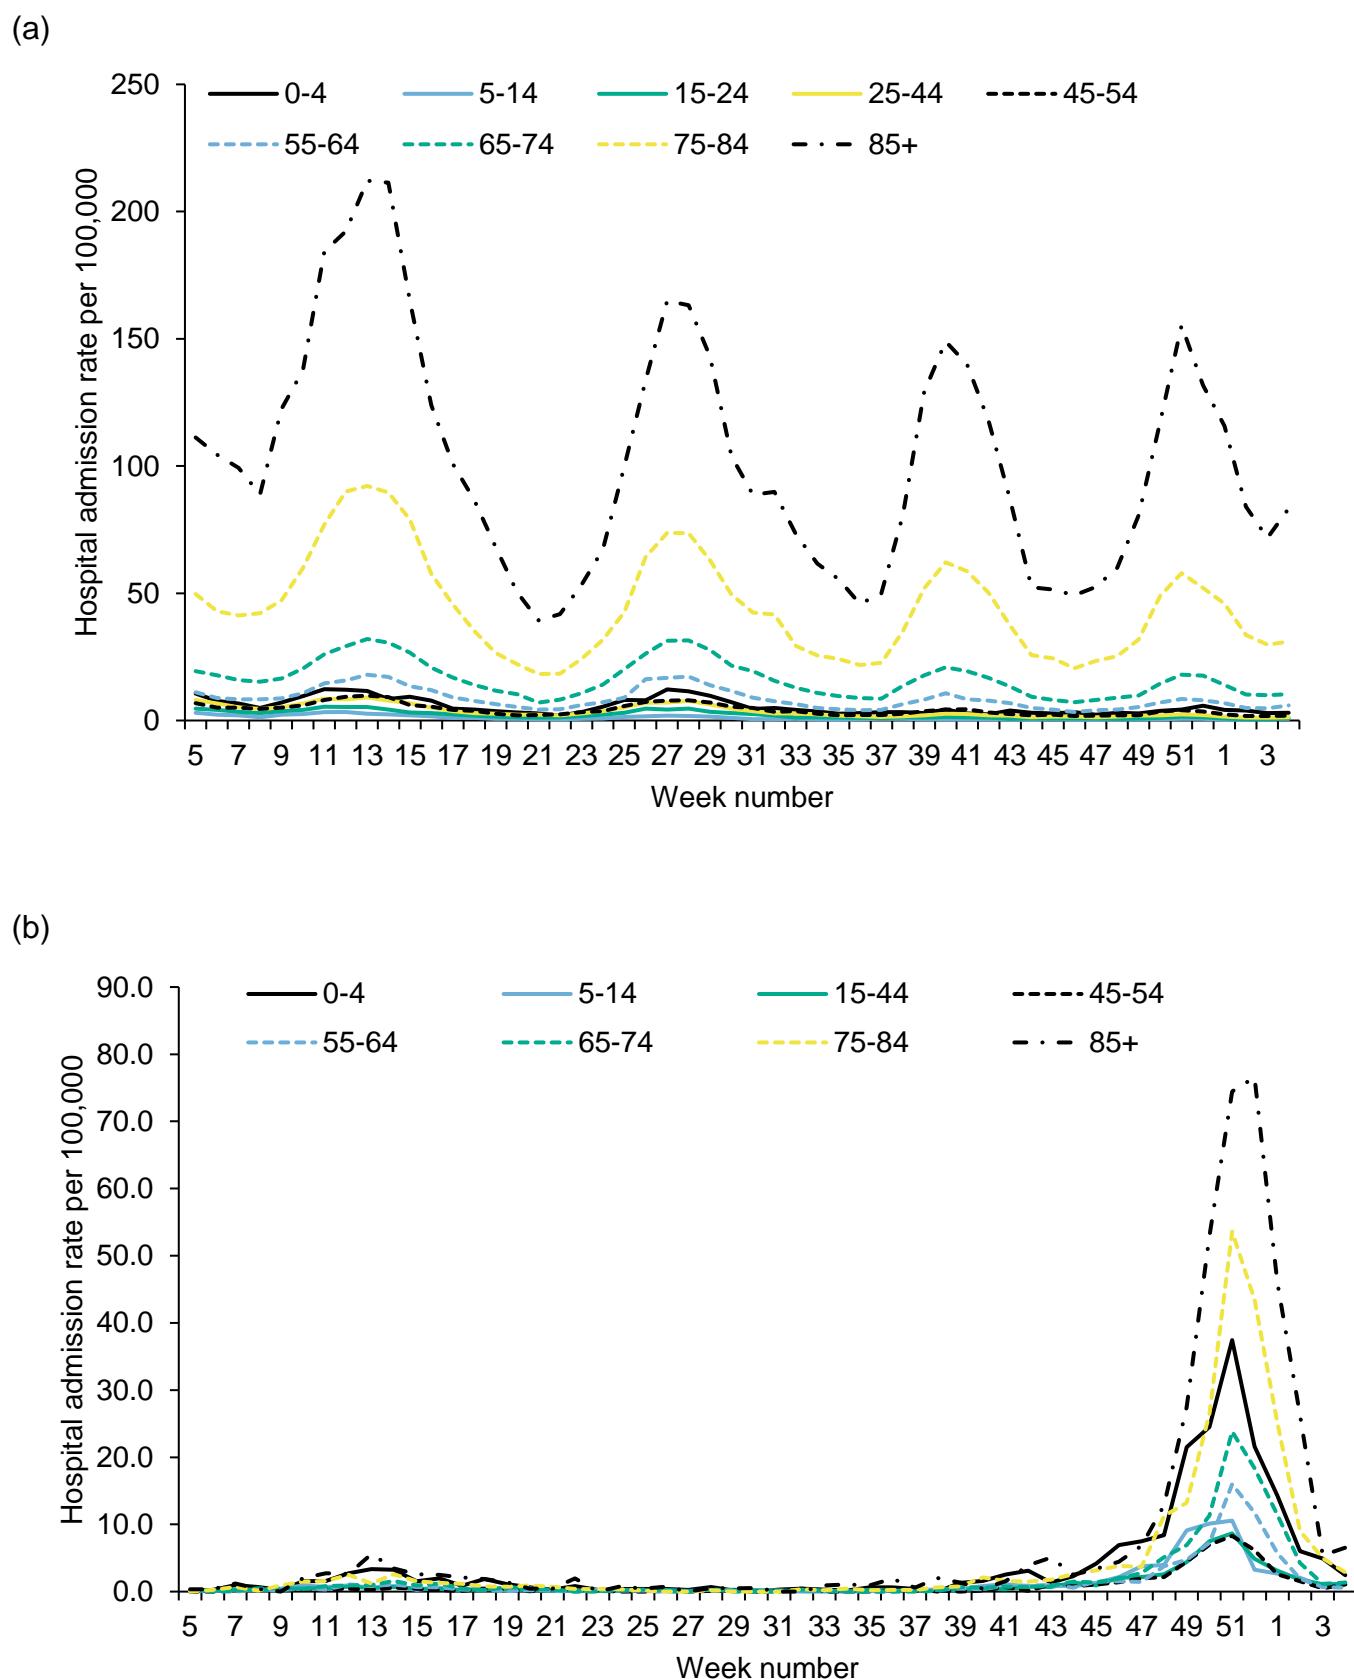 (a)
250
200
150
100
50
0
Hospital admission rate per 100,000
0-4 5-14 15-24 25-44 45-54
55-64 65-74 75-84 85+
5 7 9 11 13 15 17 19 21 23 25 27 29 31 33 35 37 39 41 43 45 47 49 51 1 3
Week number
(b)
90.0
80.0
70.0
60.0
50.0
40.0
30.0
20.0
10.0
0.0
Hospital admission rate per 100,000
0-4 5-14 15-44 45-54
55-64 65-74 75-84 85+
5 7 9 11 13 15 17 19 21 23 25 27 29 31 33 35 37 39 41 43 45 47 49 51 1 3
Week number